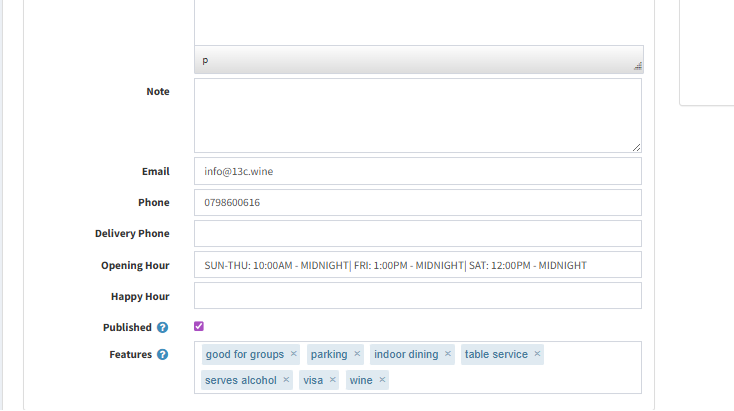 p
Note
Email info@13c.wine
Phone 0798600616
Delivery Phone
Opening Hour SUN-THU: 10:00AM - MIDNIGHT| FRI: 1:00PM - MIDNIGHT| SAT: 12:00PM - MIDNIGHT
Happy Hour
Published ?
Features ? good for groups × parking × indoor dining × table service ×
serves alcohol × visa × wine ×